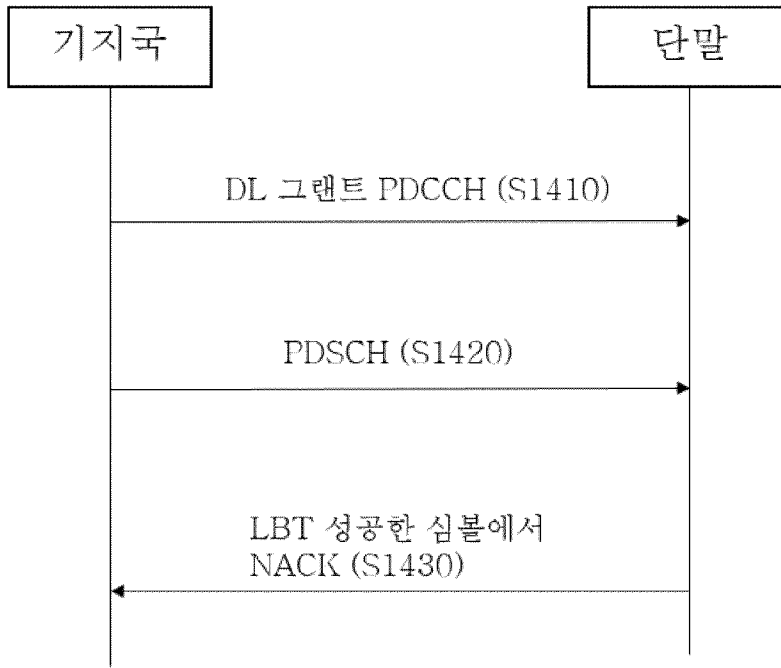 기지국
단말
DL 그랜트 PDCCH (S1410)
PDSCH (S1420)
LBT 성공한 심볼에서
NACK (S1430)